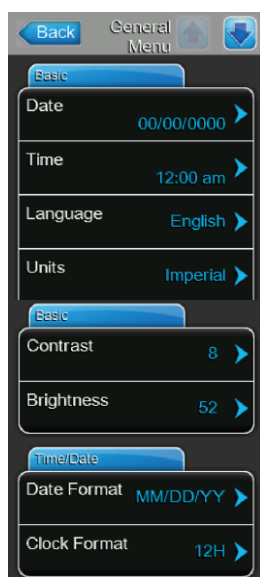 Back
General
Menu
Basic
Date
00/00/0000
Time
12:00 am
Language
English
Units
Imperial
Basic
Contrast
8
Brightness
52
Time/Date
Date Format MM/DD/YY
Clock Format
12H